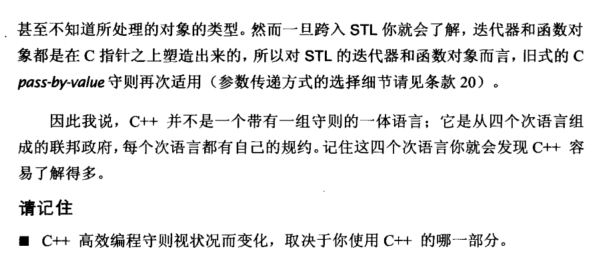 甚至不知道所处理的对象的类型。然而一旦跨入 STL 你就会了解，迭代器和函数对
象都是在 C 指针之上塑造出来的，所以对 STL 的迭代器和函数对象而言，旧式的 C
pass-by-value 守则再次适用（参数传递方式的选择细节请见条款 20）。
因此我说，C++ 并不是一个带有一组守则的一体语言；它是从四个次语言组
成的联邦政府，每个次语言都有自己的规约。记住这四个次语言你就会发现 C++ 容
易了解得多。
请记住
■ C++ 高效编程守则视状况而变化，取决于你使用 C++ 的哪一部分。